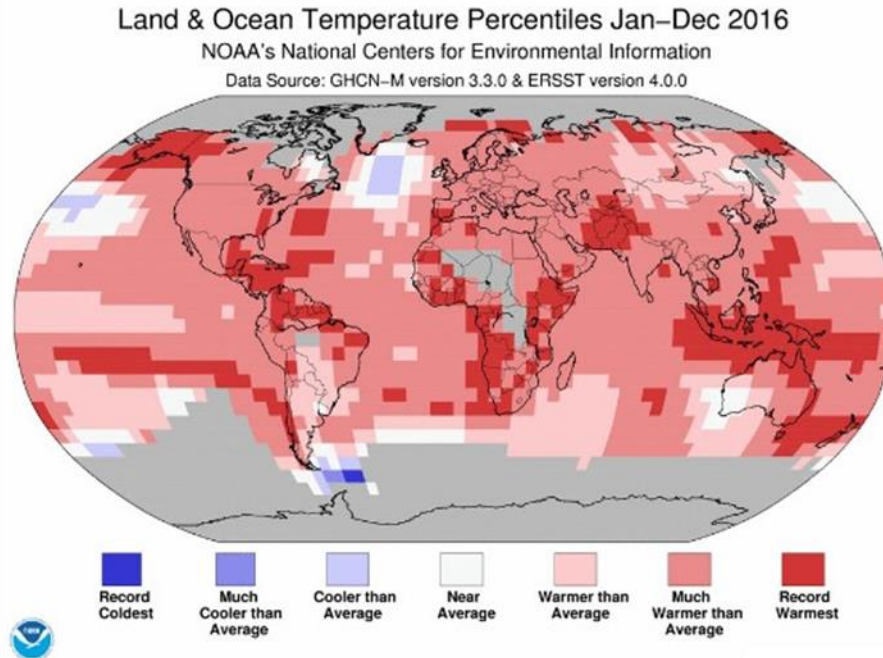 Land & Ocean Temperature Percentiles Jan–Dec 2016
NOAA's National Centers for Environmental Information
Data Source: GHCN–M version 3.3.0 & ERSST version 4.0.0
Record
Coldest
Much
Cooler than
Average
Cooler than
Average
Near
Average
Warmer than
Average
Much
Warmer than
Average
Record
Warmest